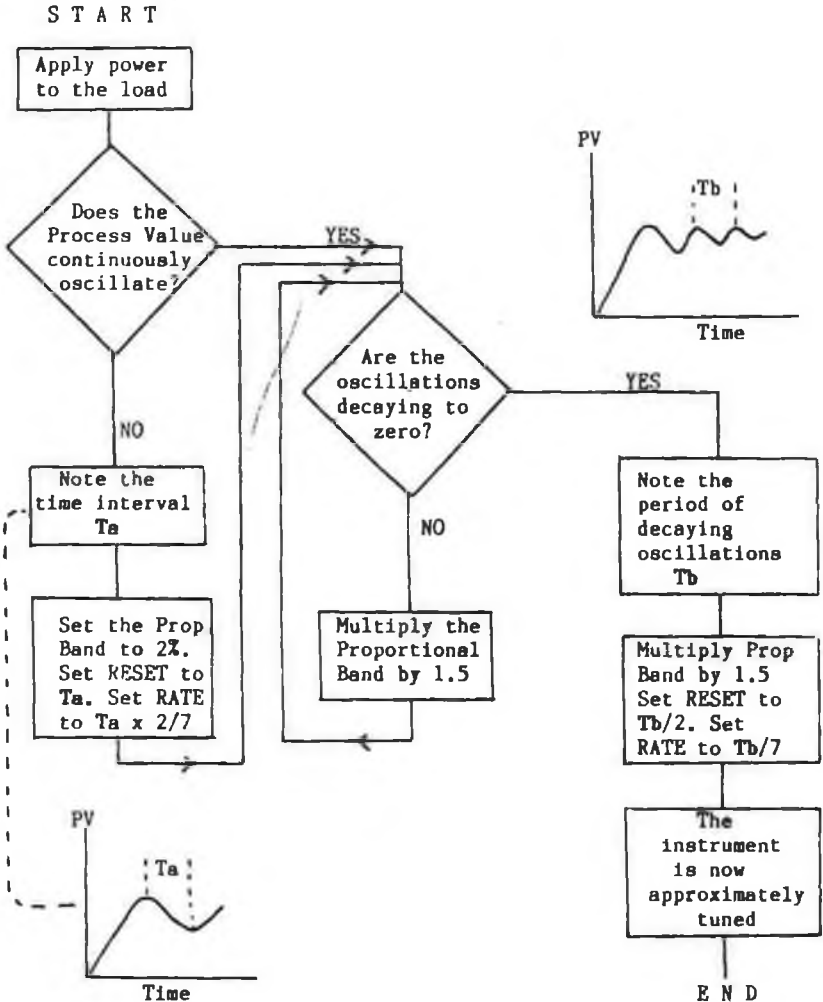 S T A R T
Apply power
to the load
Does the
Process Value
continuously
oscillate?
YES
NO
Note the
time interval
Ta
Set the Prop
Band to 2%.
Set RESET to
Ta. Set RATE
to Ta x 2/7
PV
Ta
Time
Are the
oscillations
decaying to
zero?
NO
Multiply the
Proportional
Band by 1.5
YES
PV
Tb
Time
Note the
period of
decaying
oscillations
Tb
Multiply Prop
Band by 1.5
Set RESET to
Tb/2. Set
RATE to Tb/7
The
instrument
is now
approximately
tuned
E N D